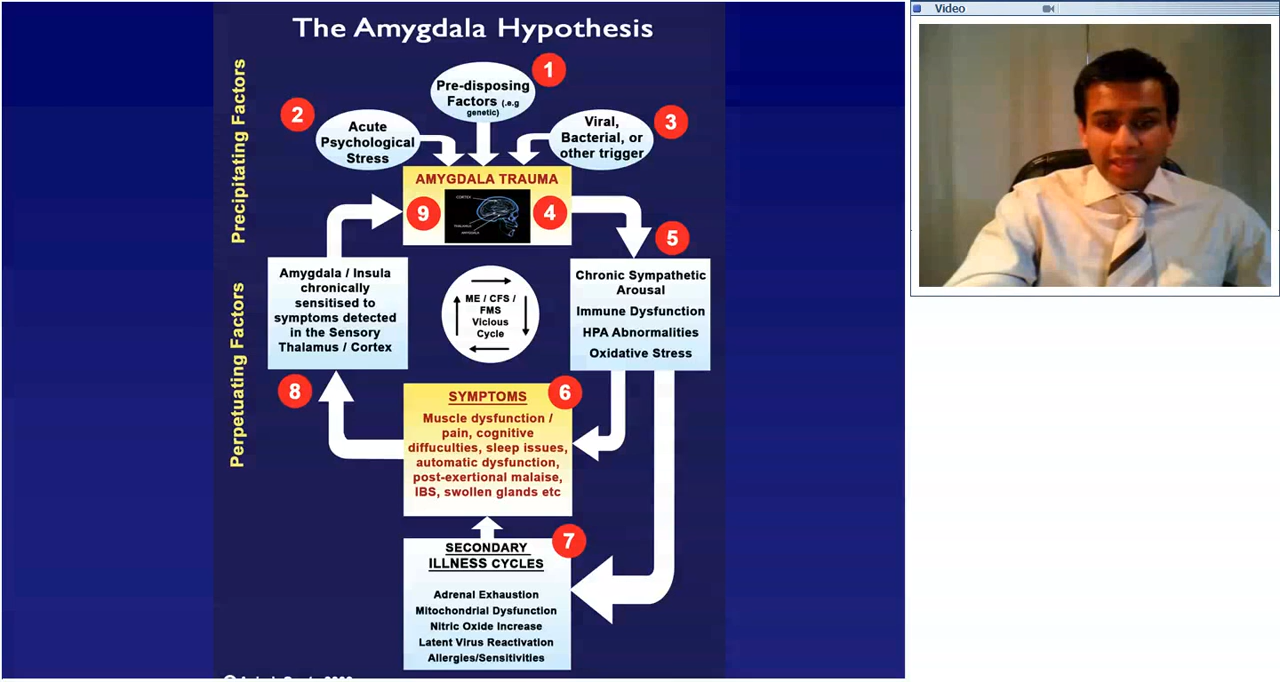 Video
The Amygdala Hypothesis
Precipitating Factors
Perpetuating Factors
1
Pre-disposing
Factors (.e.g
genetic)
2
Acute
Psychological
Stress
3
Viral,
Bacterial, or
other trigger
AMYGDALA TRAUMA
9
CORTEX
THALAMUS
AMYGDALA
4
5
Chronic Sympathetic
Arousal
Immune Dysfunction
HPA Abnormalities
Oxidative Stress
Amygdala / Insula
chronically
sensitised to
symptoms detected
in the Sensory
Thalamus / Cortex
ME / CFS /
FMS
Vicious
Cycle
8
6
SYMPTOMS
Muscle dysfunction /
pain, cognitive
diffuculties, sleep issues,
automatic dysfunction,
post-exertional malaise,
IBS, swollen glands etc
7
SECONDARY
ILLNESS CYCLES
Adrenal Exhaustion
Mitochondrial Dysfunction
Nitric Oxide Increase
Latent Virus Reactivation
Allergies/Sensitivities